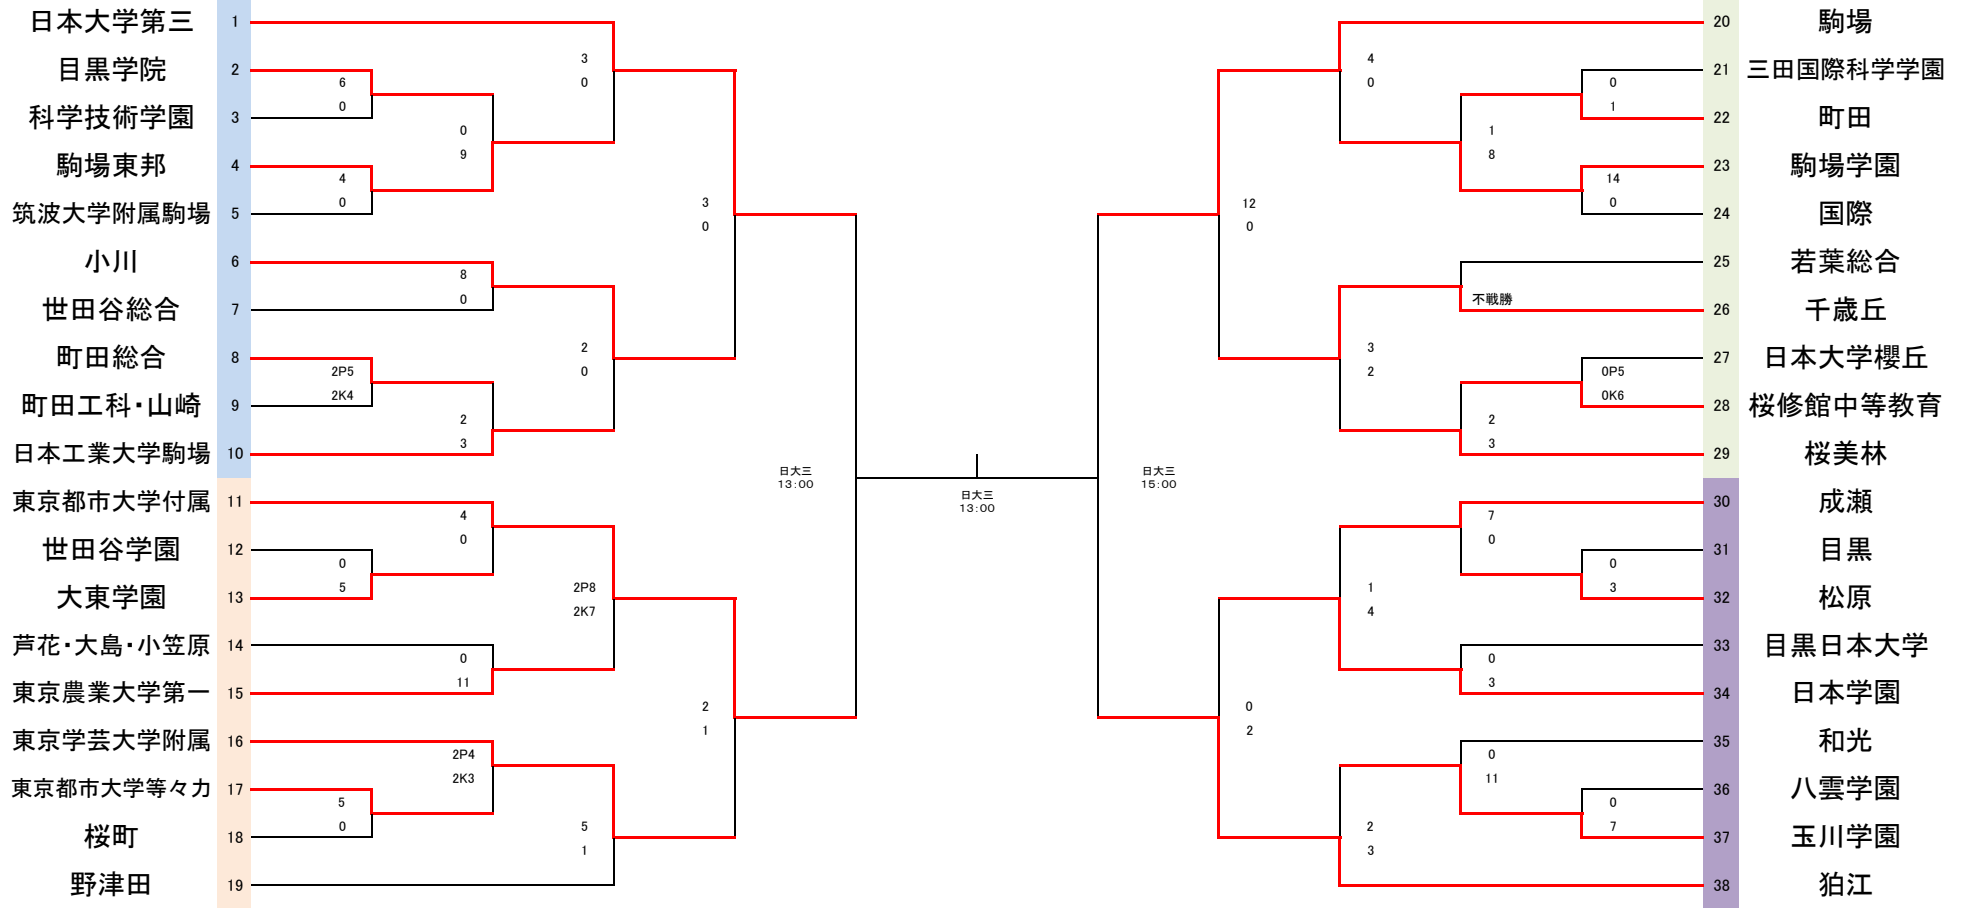 日本大学第三 1
目黒学院 2
科学技術学園 3
駒場東邦 4
筑波大学附属駒場 5
小川 6
世田谷総合 7
町田総合 8
町田工科・山崎 9
日本工業大学駒場 10
東京都市大学付属 11
世田谷学園 12
大東学園 13
芦花・大島・小笠原 14
東京農業大学第一 15
東京学芸大学附属 16
東京都市大学等々力 17
桜町 18
野津田 19
6
0
4
0
2P5
2K4
0
5
5
0
0
9
8
0
2
3
4
0
0
11
2P4
2K3
3
0
2
0
2P8
2K7
5
1
3
0
2
1
日大三
13:00
日大三
13:00
日大三
15:00
12
0
0
2
4
0
3
2
1
4
2
3
1
8
不戦勝
2
3
7
0
0
3
0
11
0
1
14
0
0P5
0K6
0
3
0
7
20 駒場
21 三田国際科学学園
22 町田
23 駒場学園
24 国際
25 若葉総合
26 千歳丘
27 日本大学櫻丘
28 桜修館中等教育
29 桜美林
30 成瀬
31 目黒
32 松原
33 目黒日本大学
34 日本学園
35 和光
36 八雲学園
37 玉川学園
38 狛江